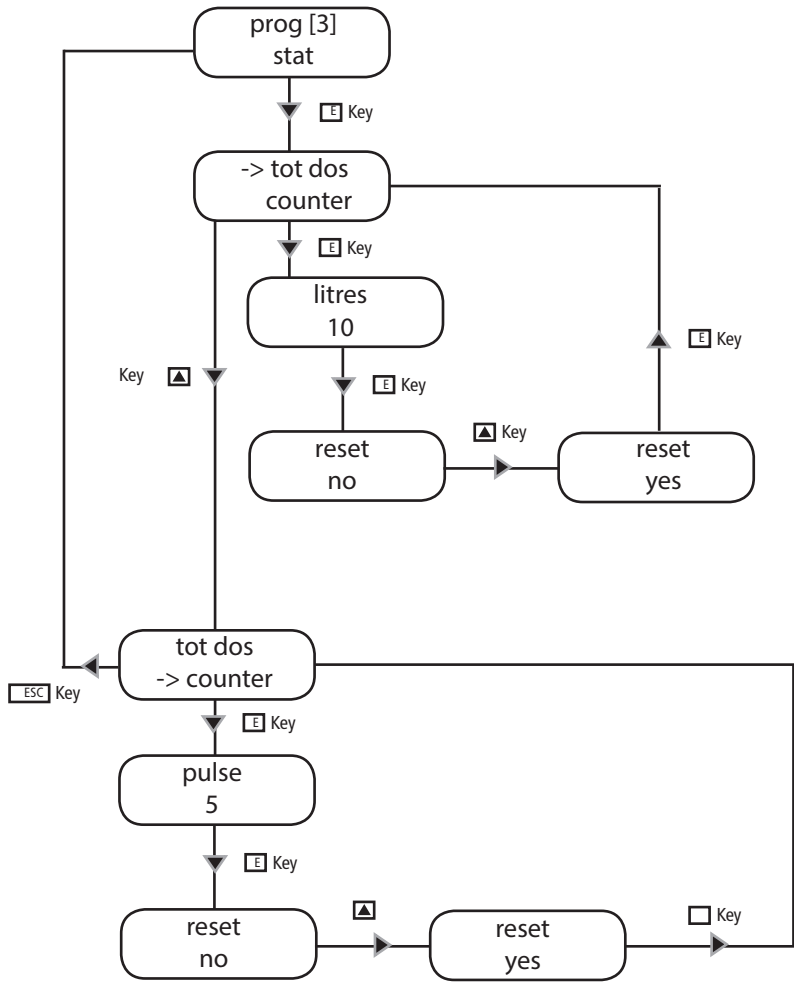 prog [3]
stat
E Key
-> tot dos
counter
E Key
litres
10
Key
E Key
E Key
reset
no
Key
reset
yes
tot dos
-> counter
ESC Key
E Key
pulse
5
E Key
reset
no
reset
yes
Key